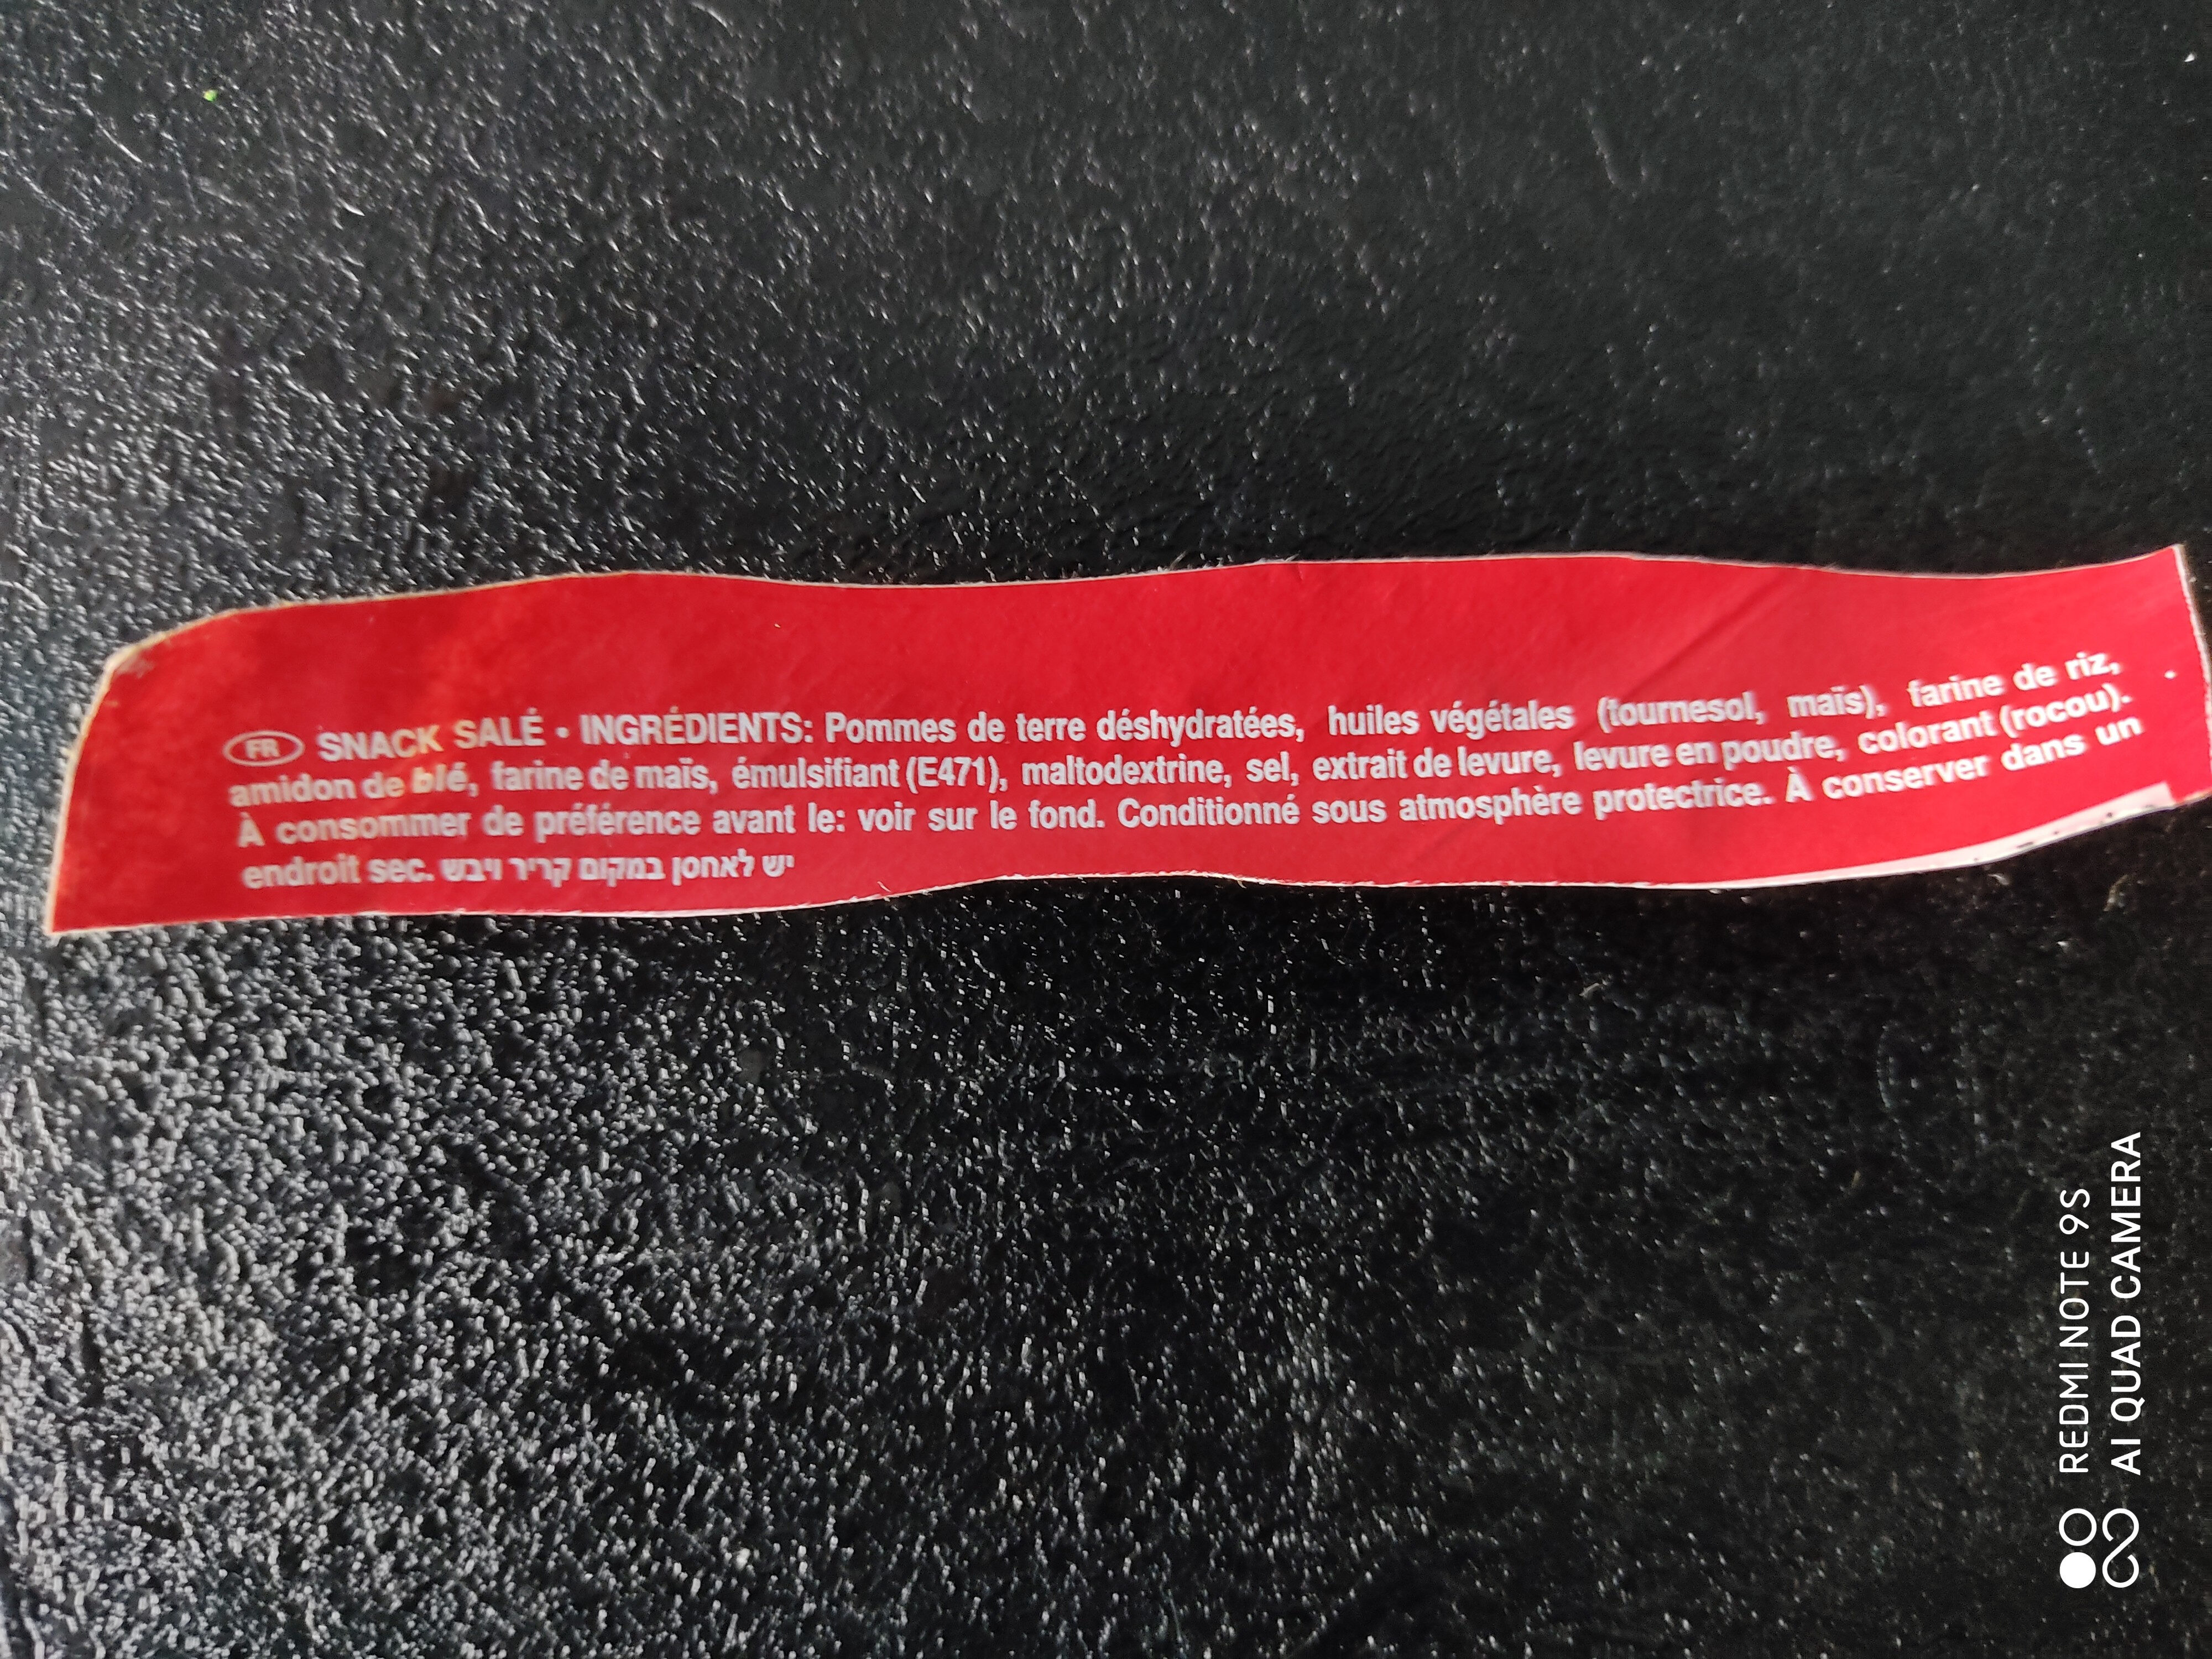 FR SNACK SALÉ • INGRÉDIENTS: Pommes de terre déshydratées, huiles végétales (tournesol, maïs), farine de riz,
amidon de blé, farine de maïs, émulsifiant (E471), maltodextrine, sel, extrait de levure, levure en poudre, colorant (rocou).
À consommer de préférence avant le: voir sur le fond. Conditionné sous atmosphère protectrice. À conserver dans un
endroit sec. יש לאחסן במקום קריר ויבש
REDMI NOTE 9S
AI QUAD CAMERA